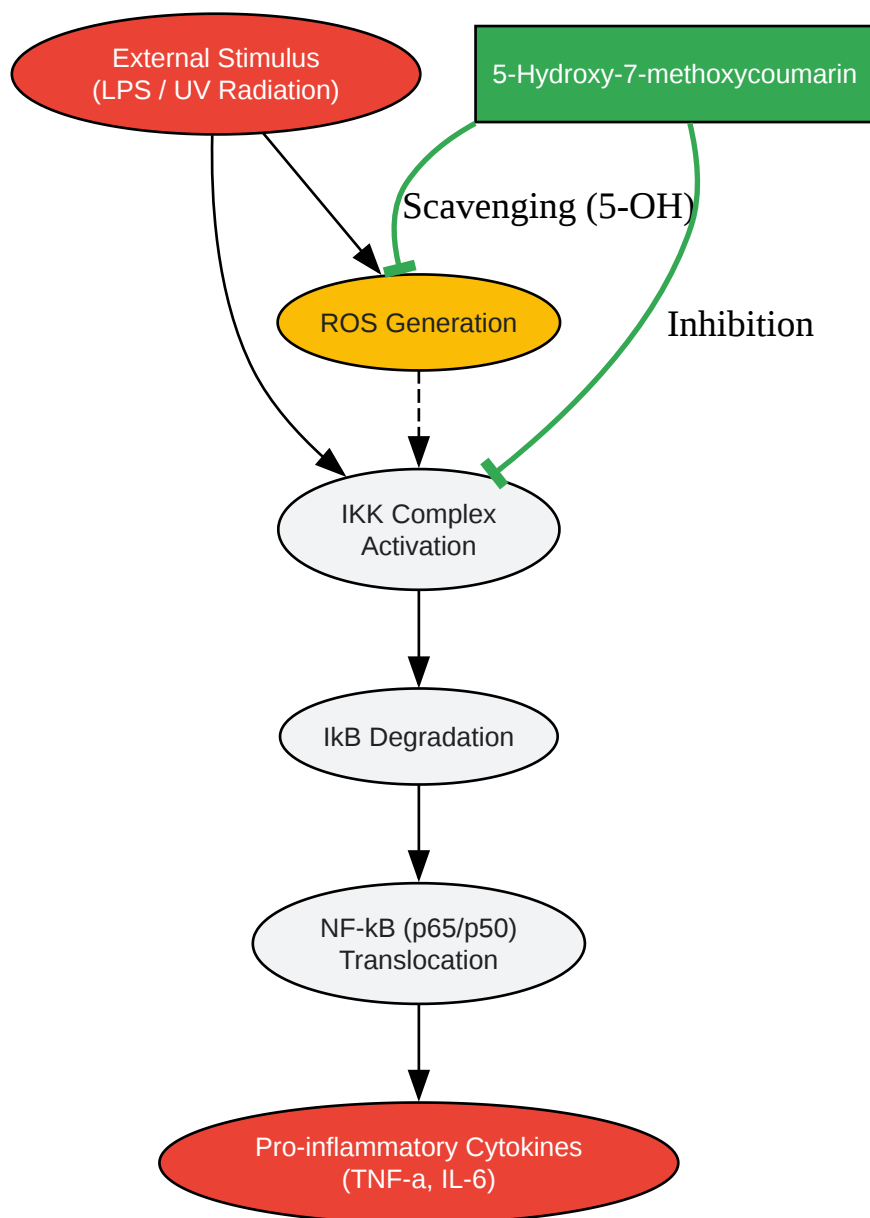 External Stimulus
(LPS / UV Radiation)
5-Hydroxy-7-methoxycoumarin
Scavenging (5-OH)
ROS Generation
Inhibition
IKK Complex
Activation
IkB Degradation
NF-kB (p65/p50)
Translocation
Pro-inflammatory Cytokines
(TNF-a, IL-6)